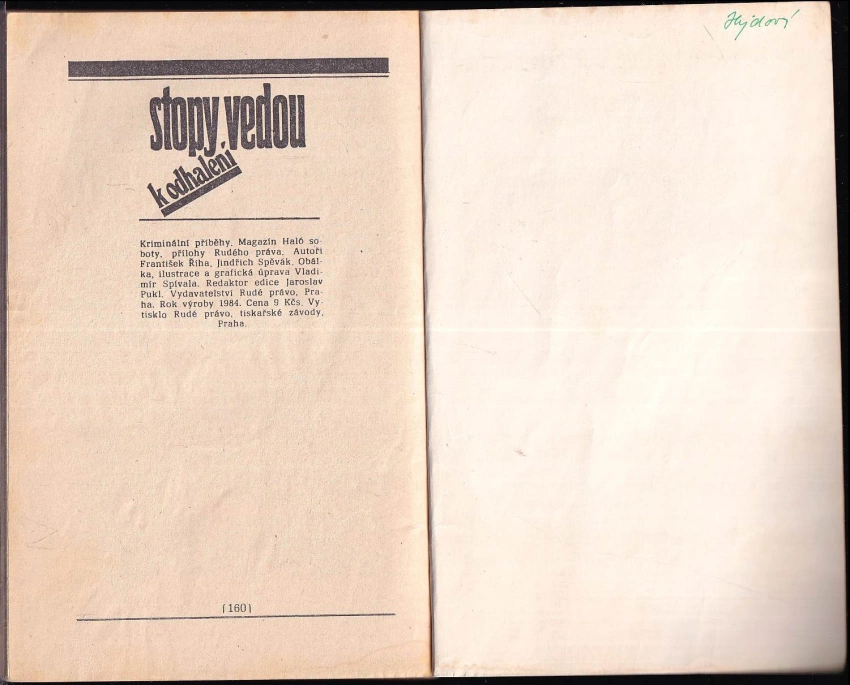 stopy vedou
k odhalení
Kriminální příběhy. Magazín Haló so-
boty, přílohy Rudého práva. Autoři
František Říha, Jindřich Spěvák. Obál-
ka, ilustrace a grafická úprava Vladi-
mír Spívala. Redaktor edice Jaroslav
Pukl. Vydavatelství Rudé právo, Pra-
ha. Rok výroby 1984. Cena 9 Kčs. Vy-
tisklo Rudé právo, tiskařské závody,
Praha.
(160)